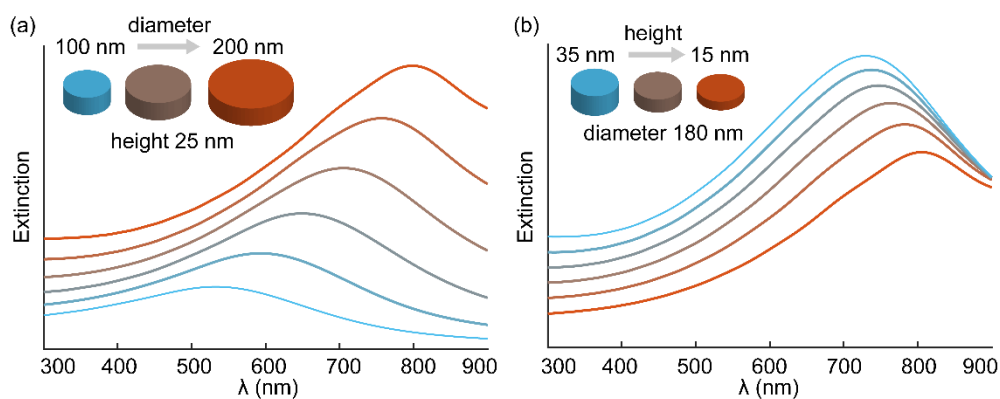 (a)
diameter
100 nm
200 nm
height 25 nm
Extinction
300 400 500 600 700 800 900
λ (nm)
(b)
height
35 nm
15 nm
diameter 180 nm
Extinction
300 400 500 600 700 800 900
λ (nm)